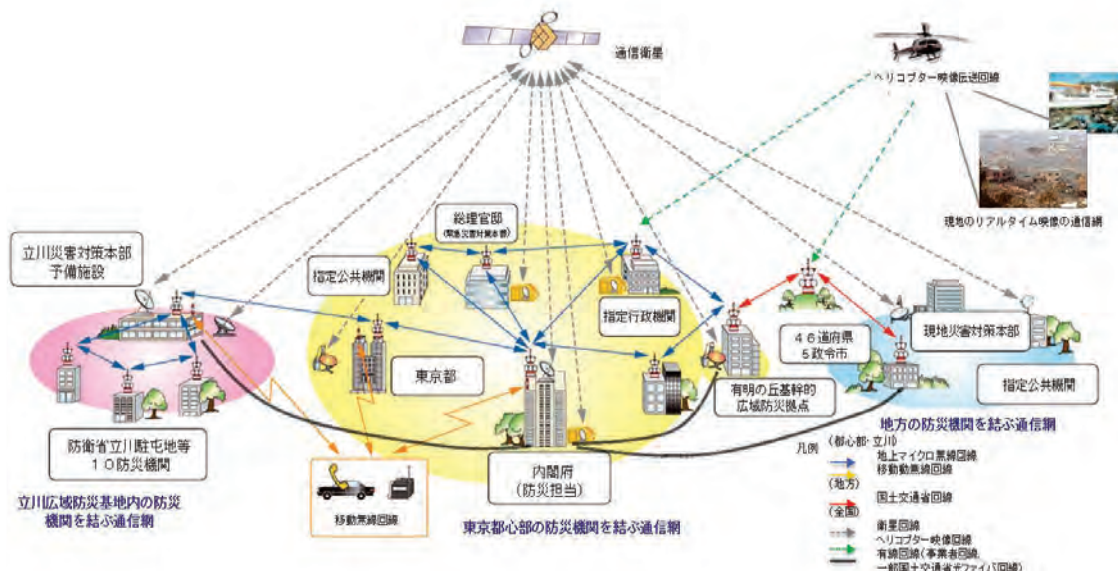 通信衛星
ヘリコプター映像伝送回線
現地のリアルタイム映像の通信網
総理官邸
(緊急災害対策本部)
立川災害対策本部
予備施設
指定公共機関
指定行政機関
現地災害対策本部
46道府県
5政令市
東京都
有明の丘基幹的
広域防災拠点
指定公共機関
防衛省立川駐屯地等
10防災機関
内閣府
(防災担当)
地方の防災機関を結ぶ通信網
立川広域防災基地内の防災
機関を結ぶ通信網
移動無線回線
東京都心部の防災機関を結ぶ通信網
凡例
(都心部・立川)
地上マイクロ無線回線
移動動無線回線
(地方)
国土交通省回線
(全国)
衛星回線
ヘリコプター映像回線
有線回線(事業者回線
一部国土交通省光ファイバ回線)